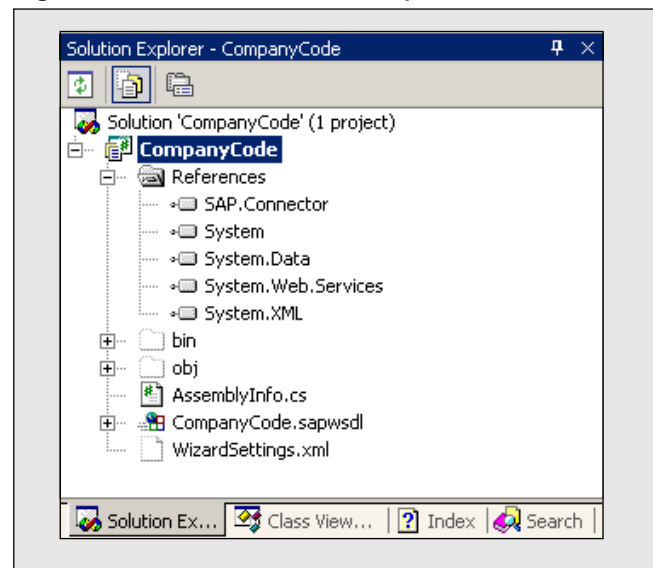 Solution Explorer - CompanyCode
Solution 'CompanyCode' (1 project)
CompanyCode
References
SAP.Connector
System
System.Data
System.Web.Services
System.XML
bin
obj
AssemblyInfo.cs
CompanyCode.sapwsdl
WizardSettings.xml
Solution Ex... Class View... Index Search